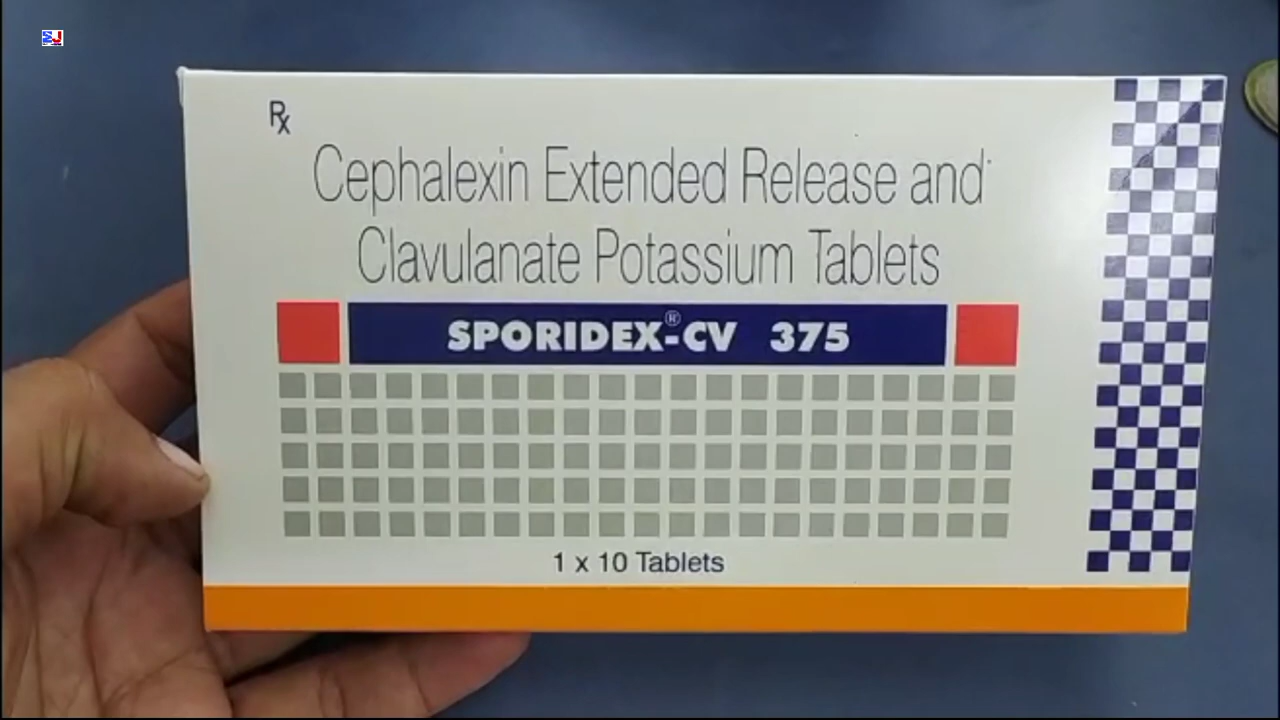 Rx
Cephalexin Extended Release and
Clavulanate Potassium Tablets
SPORIDEX®-CV 375
1 x 10 Tablets